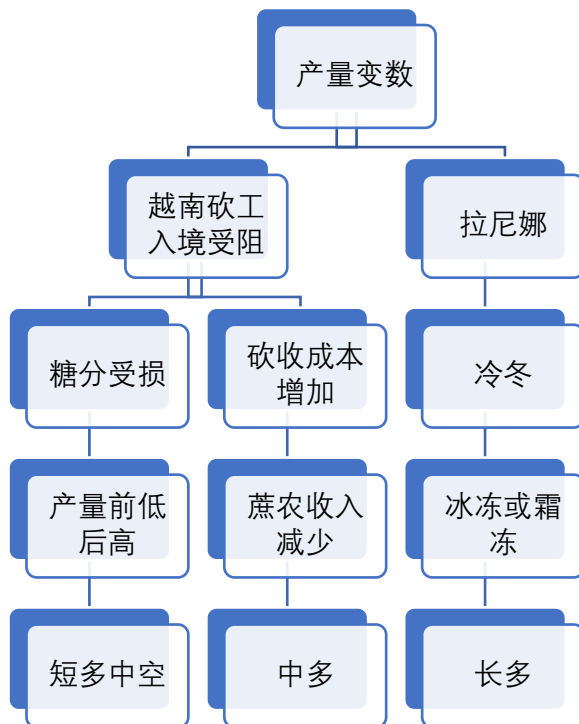 产量变数
越南砍工
入境受阻
拉尼娜
糖分受损
砍收成本
增加
冷冬
产量前低
后高
蔗农收入
减少
冰冻或霜
冻
短多中空
中多
长多